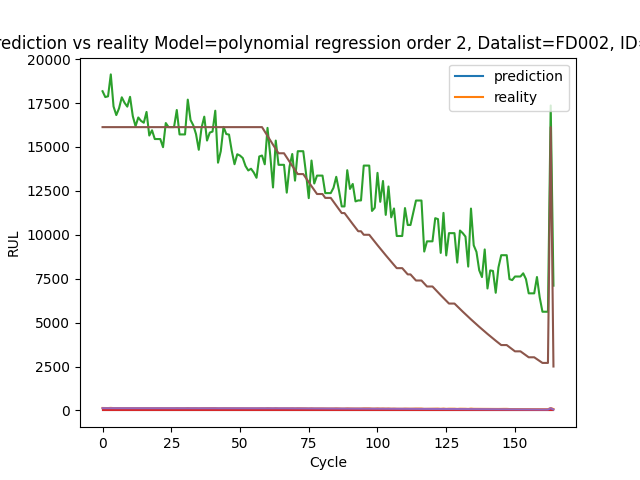 rediction vs reality Model=polynomial regression order 2, Datalist=FD002, ID=
20000
17500
15000
12500
10000
7500
5000
2500
0
RUL
prediction
reality
0 25 50 75 100 125 150
Cycle